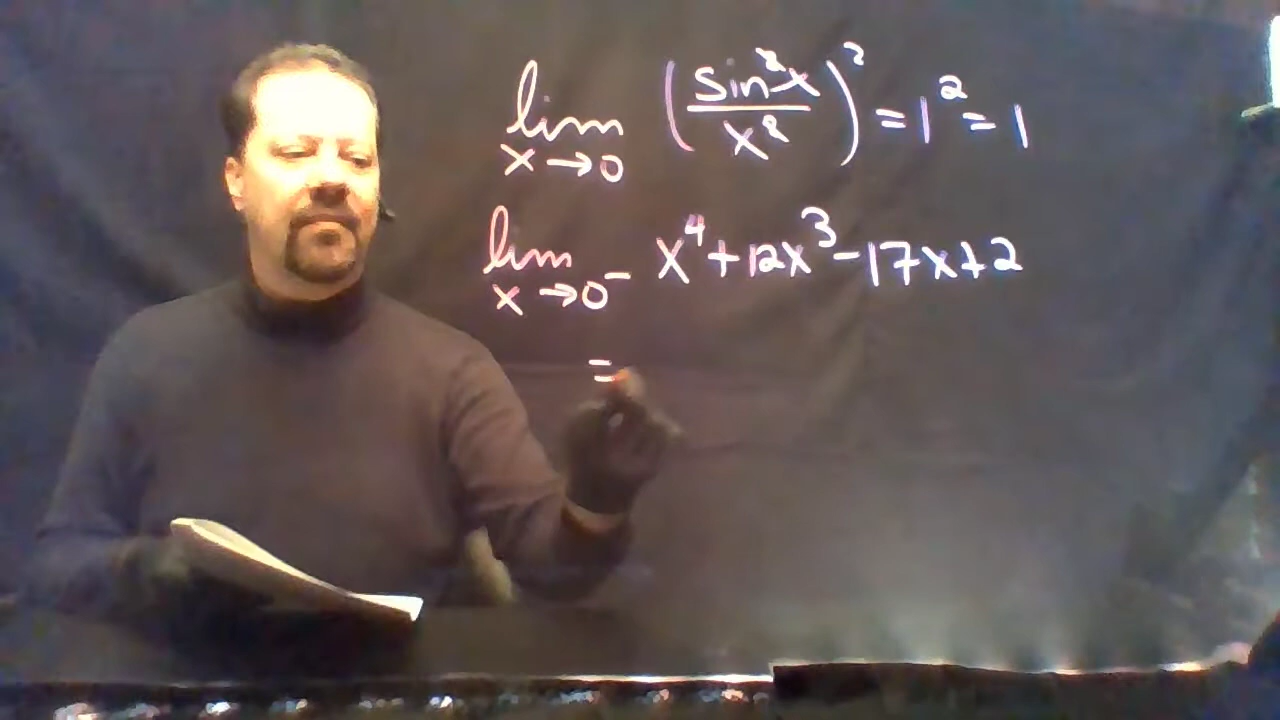 lim x→0 (sin²x / x²)² = 1² = 1
lim x→0⁻ x⁴+12x³-17x+2
=